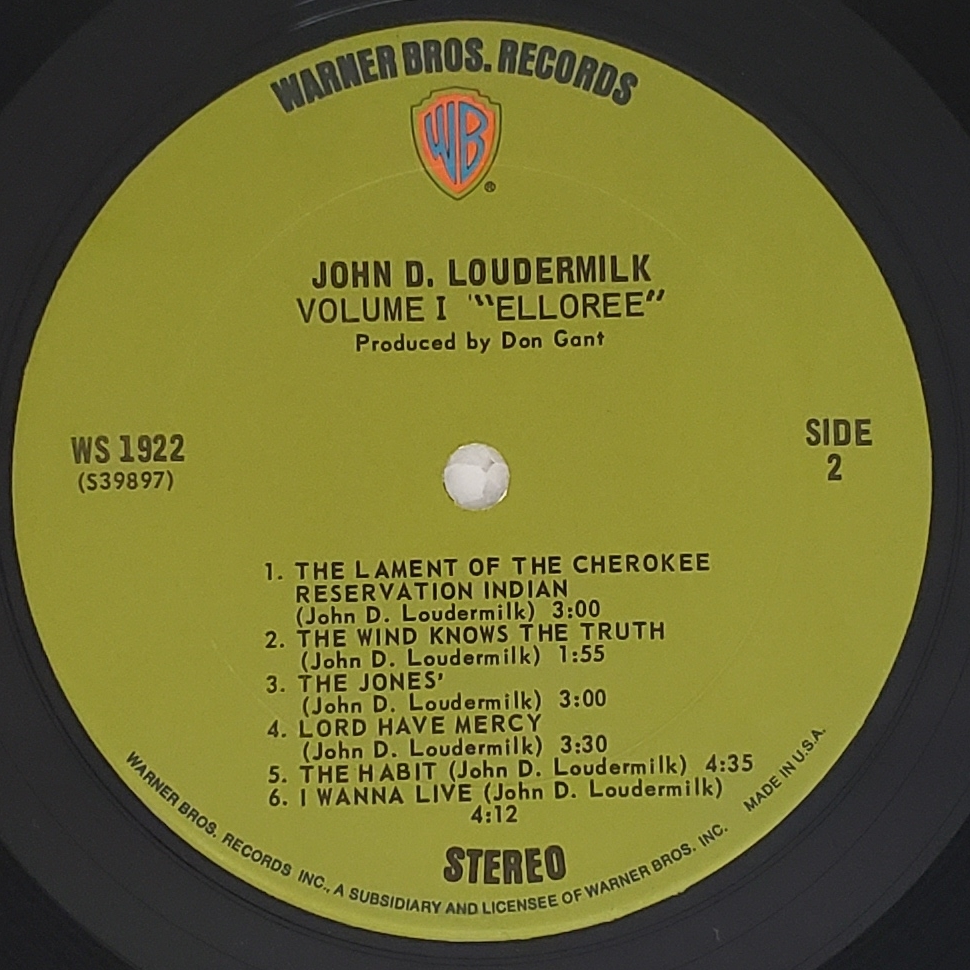 WARNER BROS. RECORDS
WB
®
JOHN D. LOUDERMILK
VOLUME I '"ELLOREE"
Produced by Don Gant
WS 1922
(S39897)
SIDE
2
1. THE LAMENT OF THE CHEROKEE
RESERVATION INDIAN
(John D. Loudermilk) 3:00
2. THE WIND KNOWS THE TRUTH
(John D. Loudermilk) 1:55
3. THE JONES'
(John D. Loudermilk) 3:00
4. LORD HAVE MERCY
(John D. Loudermilk) 3:30
5. THE HABIT (John D. Loudermilk) 4:35
6. I WANNA LIVE (John D. Loudermilk)
4:12
STEREO
WARNER BROS. RECORDS INC., A SUBSIDIARY AND LICENSEE OF WARNER BROS. INC.
MADE IN U.S.A.